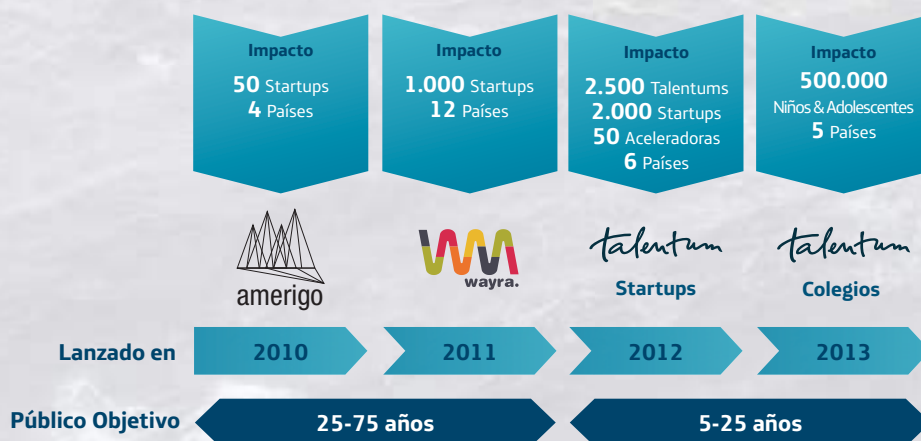 Impacto
50 Startups
4 Países
Impacto
1.000 Startups
12 Países
Impacto
2.500 Talentums
2.000 Startups
50 Aceleradoras
6 Países
Impacto
500.000
Niños & Adolescentes
5 Países
amerigo
wayra.
talentum
Startups
talentum
Colegios
Lanzado en 2010 2011 2012 2013
Público Objetivo 25-75 años 5-25 años